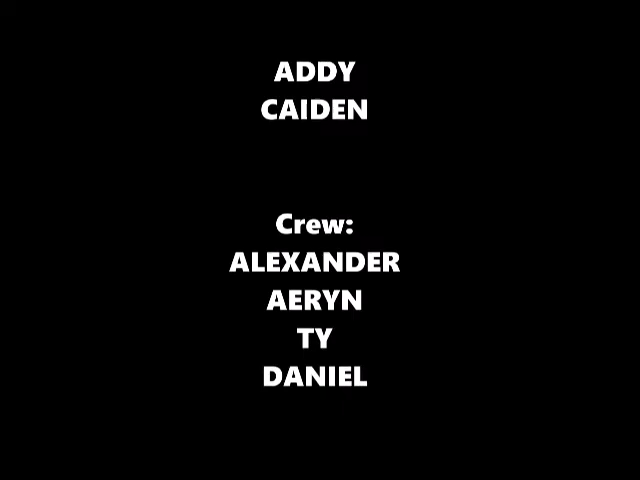 ADDY
CAIDEN
Crew:
ALEXANDER
AERYN
TY
DANIEL